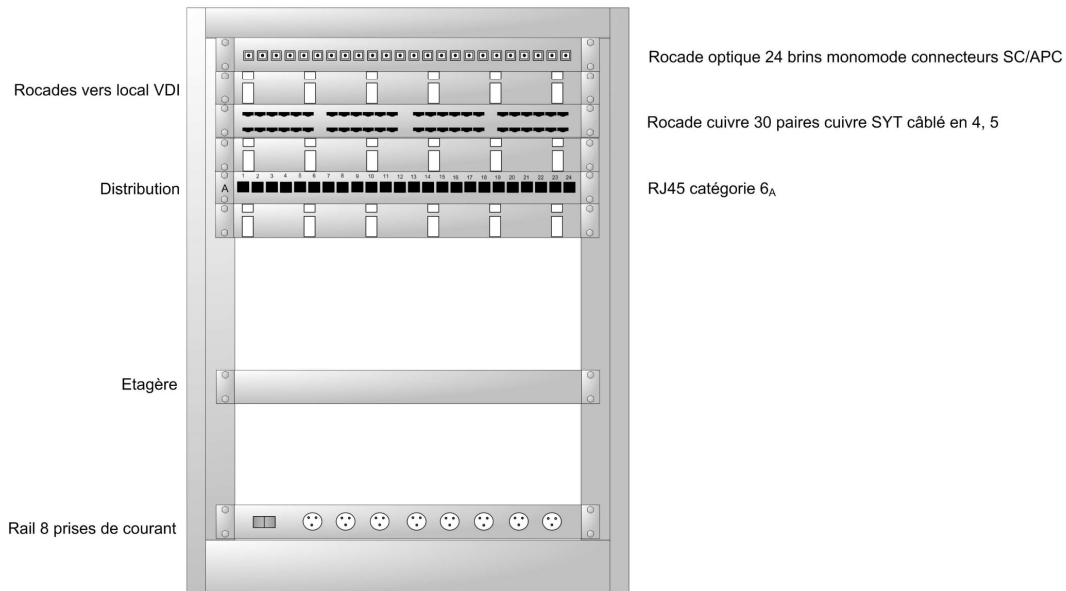 Rocade optique 24 brins monomode connecteurs SC/APC
Rocades vers local VDI
Rocade cuivre 30 paires cuivre SYT câblé en 4, 5
Distribution
A 1 2 3 4 5 6 7 8 9 10 11 12 13 14 15 16 17 18 19 20 21 22 23 24
RJ45 catégorie 6A
Etagère
Rail 8 prises de courant